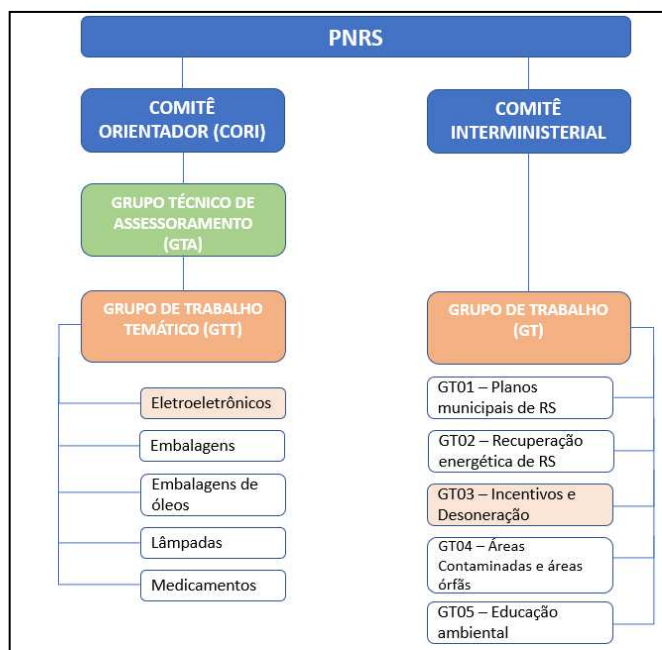 PNRS
COMITÊ
ORIENTADOR (CORI)
GRUPO TÉCNICO DE
ASSESSORAMENTO
(GTA)
GRUPO DE TRABALHO
TEMÁTICO (GTT)
Eletroeletrônicos
Embalagens
Embalagens de
óleos
Lâmpadas
Medicamentos
COMITÊ
INTERMINISTERIAL
GRUPO DE TRABALHO
(GT)
GT01 – Planos
municipais de RS
GT02 – Recuperação
energética de RS
GT03 – Incentivos e
Desoneração
GT04 – Áreas
Contaminadas e áreas
órfãs
GT05 – Educação
ambiental